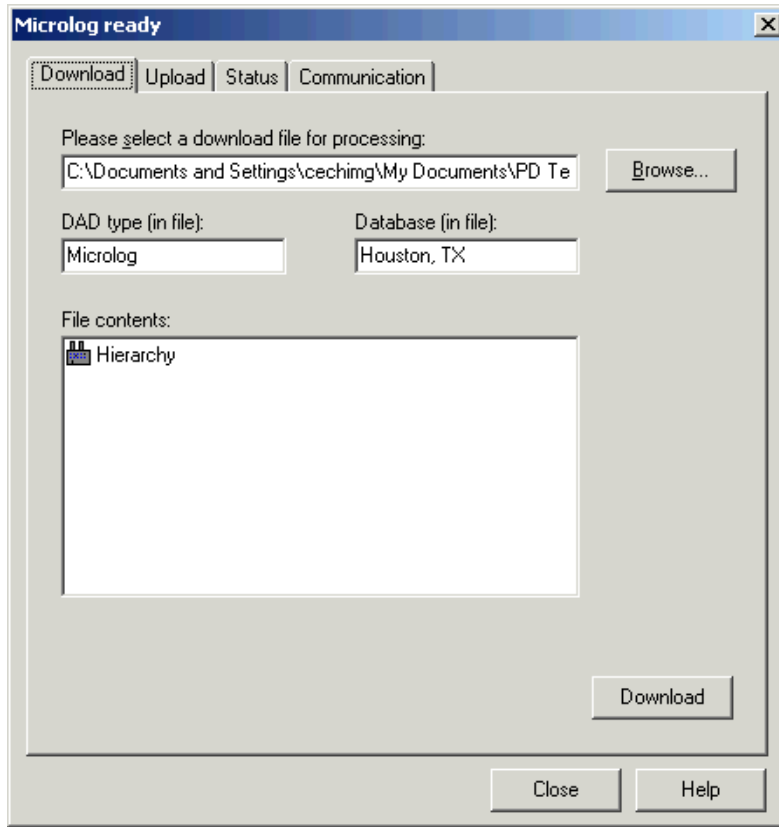 Microlog ready
Download Upload Status Communication
Please select a download file for processing:
C:\Documents and Settings\cechimg\My Documents\PD Te
Browse...
DAD type (in file): Database (in file):
Microlog Houston, TX
File contents:
Hierarchy
Download
Close Help